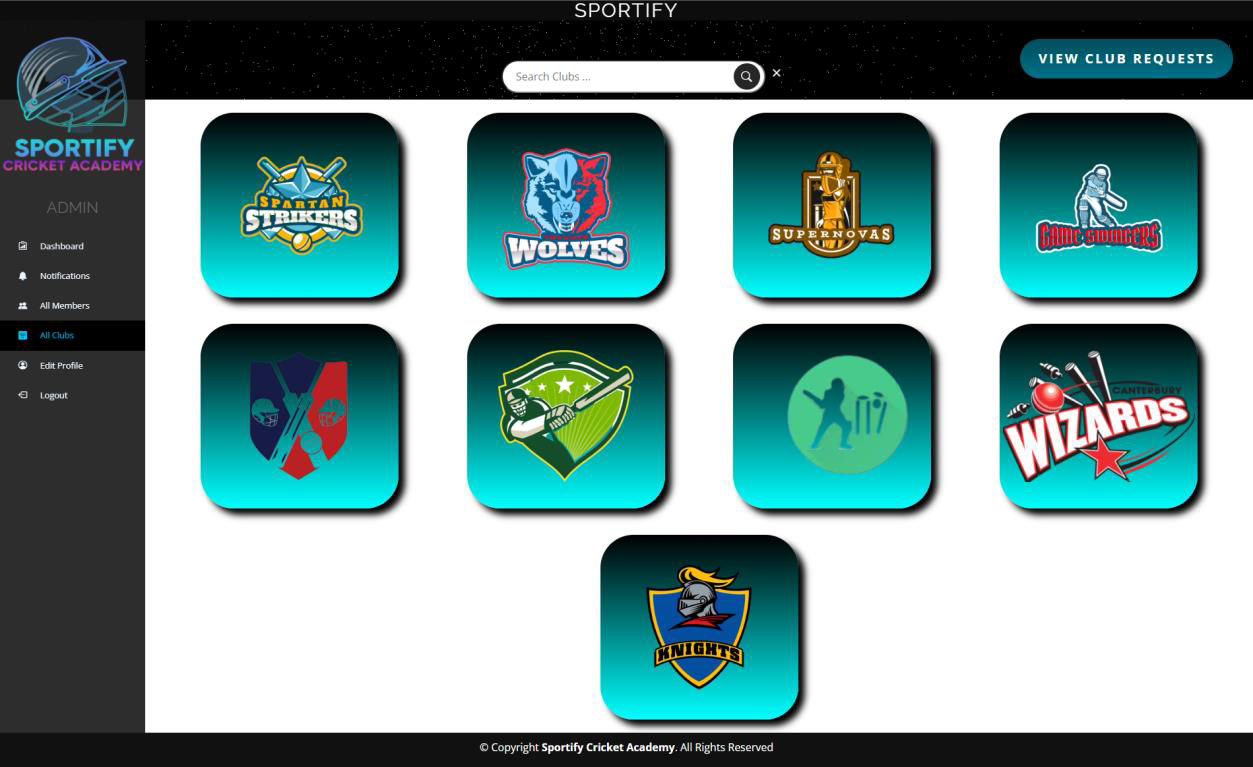 SPORTIFY
SPORTIFY
CRICKET ACADEMY
Search Clubs ...
×
VIEW CLUB REQUESTS
ADMIN
Dashboard
Notifications
All Members
All Clubs
Edit Profile
Logout
SPARTAN
STRIKERS
WOLVES
SUPERNOVAS
GAME SWINGERS
CANTERBURY
WIZARDS
KNIGHTS
© Copyright Sportify Cricket Academy. All Rights Reserved